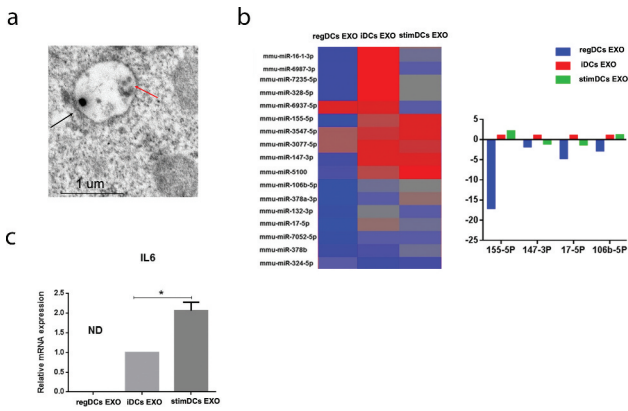 a
1 um
b
regDCs EXO iDCs EXO stimDCs EXO
mmu-miR-16-1-3p
mmu-miR-6987-3p
mmu-miR-7235-5p
mmu-miR-328-5p
mmu-miR-6937-5p
mmu-miR-155-5p
mmu-miR-3547-5p
mmu-miR-3077-5p
mmu-miR-147-3p
mmu-miR-5100
mmu-miR-106b-5p
mmu-miR-378a-3p
mmu-miR-132-3p
mmu-miR-17-5p
mmu-miR-7052-5p
mmu-miR-378b
mmu-miR-324-5p
regDCs EXO
iDCs EXO
stimDCs EXO
5
0
-5
-10
-15
-20
-25
155-5P 147-3P 17-5P 106b-5P
c
IL6
Relative mRNA expression
2.5
2.0
1.5
1.0
0.5
0.0
ND
*
regDCs EXO iDCs EXO stimDCs EXO